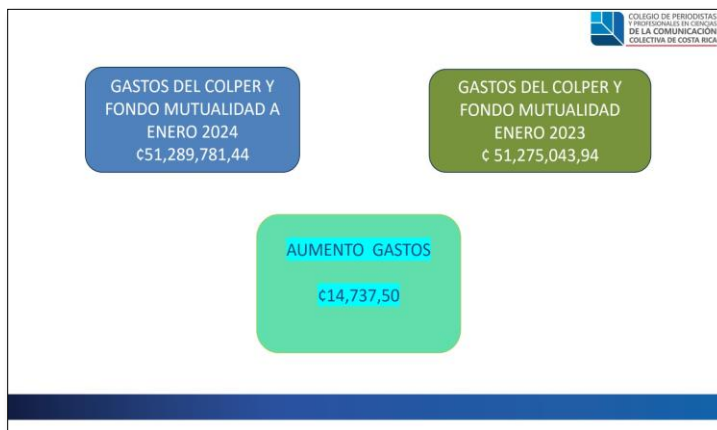 COLEGIO DE PERIODISTAS
Y PROFESIONALES EN CIENCIAS
DE LA COMUNICACIÓN
COLECTIVA DE COSTA RICA
GASTOS DEL COLPER Y
FONDO MUTUALIDAD A
ENERO 2024
¢51,289,781,44
GASTOS DEL COLPER Y
FONDO MUTUALIDAD
ENERO 2023
¢ 51,275,043,94
AUMENTO GASTOS
¢14,737,50